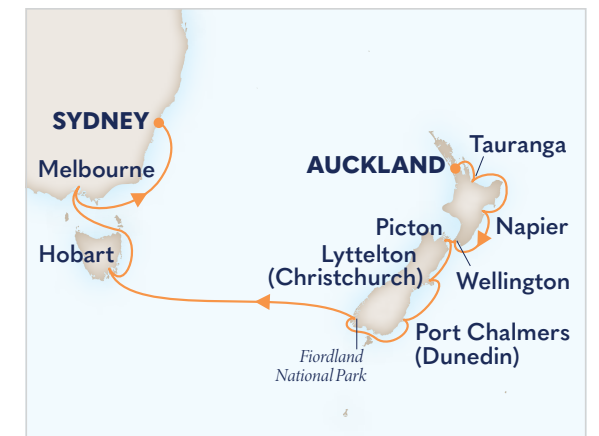 SYDNEY
Melbourne
Hobart
AUCKLAND
Tauranga
Napier
Picton
Wellington
Lyttelton
(Christchurch)
Port Chalmers
(Dunedin)
Fiordland
National Park